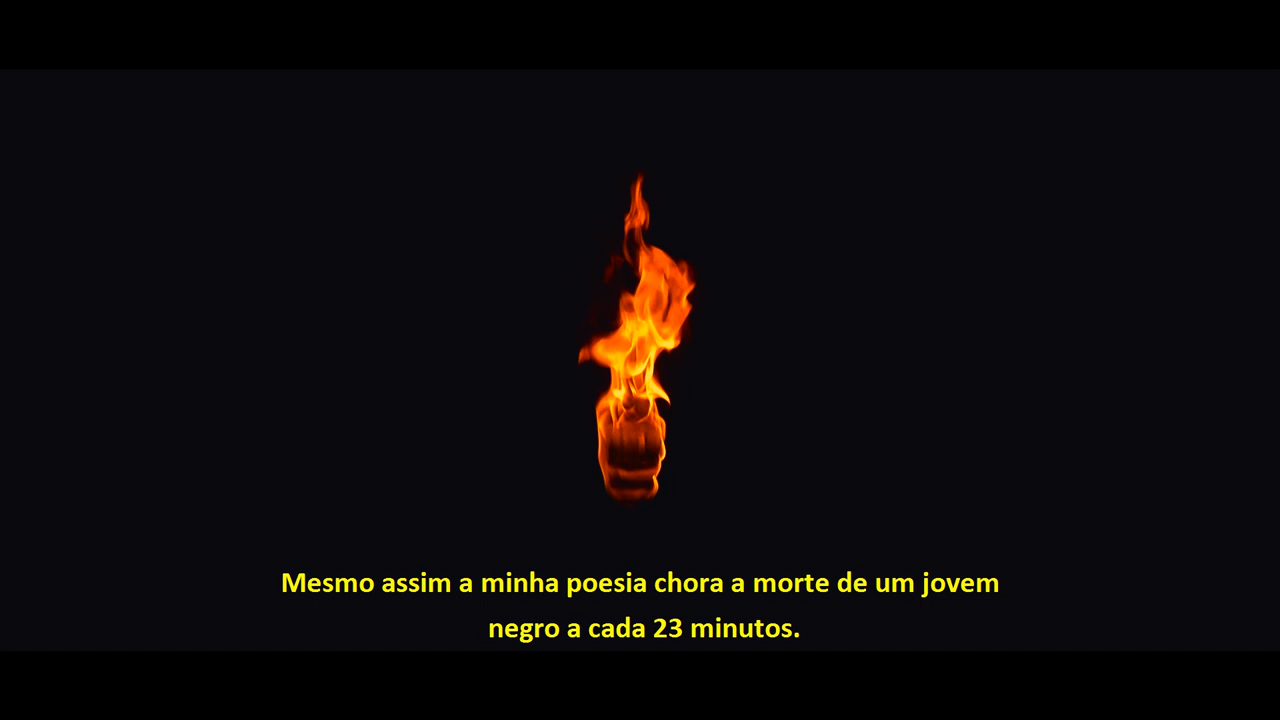 Mesmo assim a minha poesia chora a morte de um jovem
negro a cada 23 minutos.